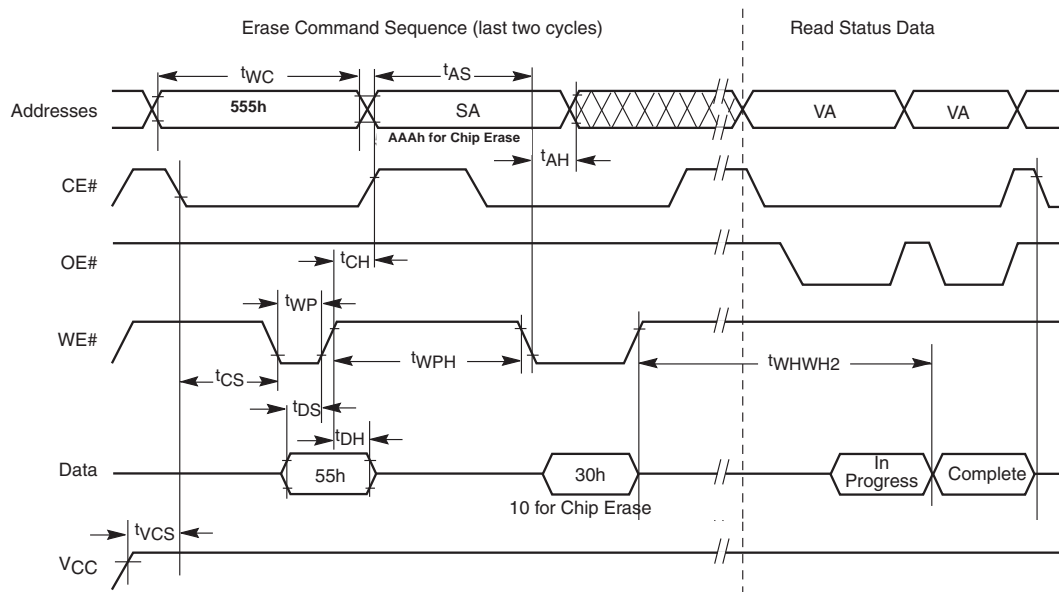 Erase Command Sequence (last two cycles)
Read Status Data
tWC
tAS
Addresses
555h
SA
VA
VA
AAAh for Chip Erase
tAH
CE#
OE#
tCH
tWP
WE#
tWPH
tWHWH2
tCS
tDS
tDH
Data
55h
30h
In
Progress
Complete
10 for Chip Erase
tVCS
VCC